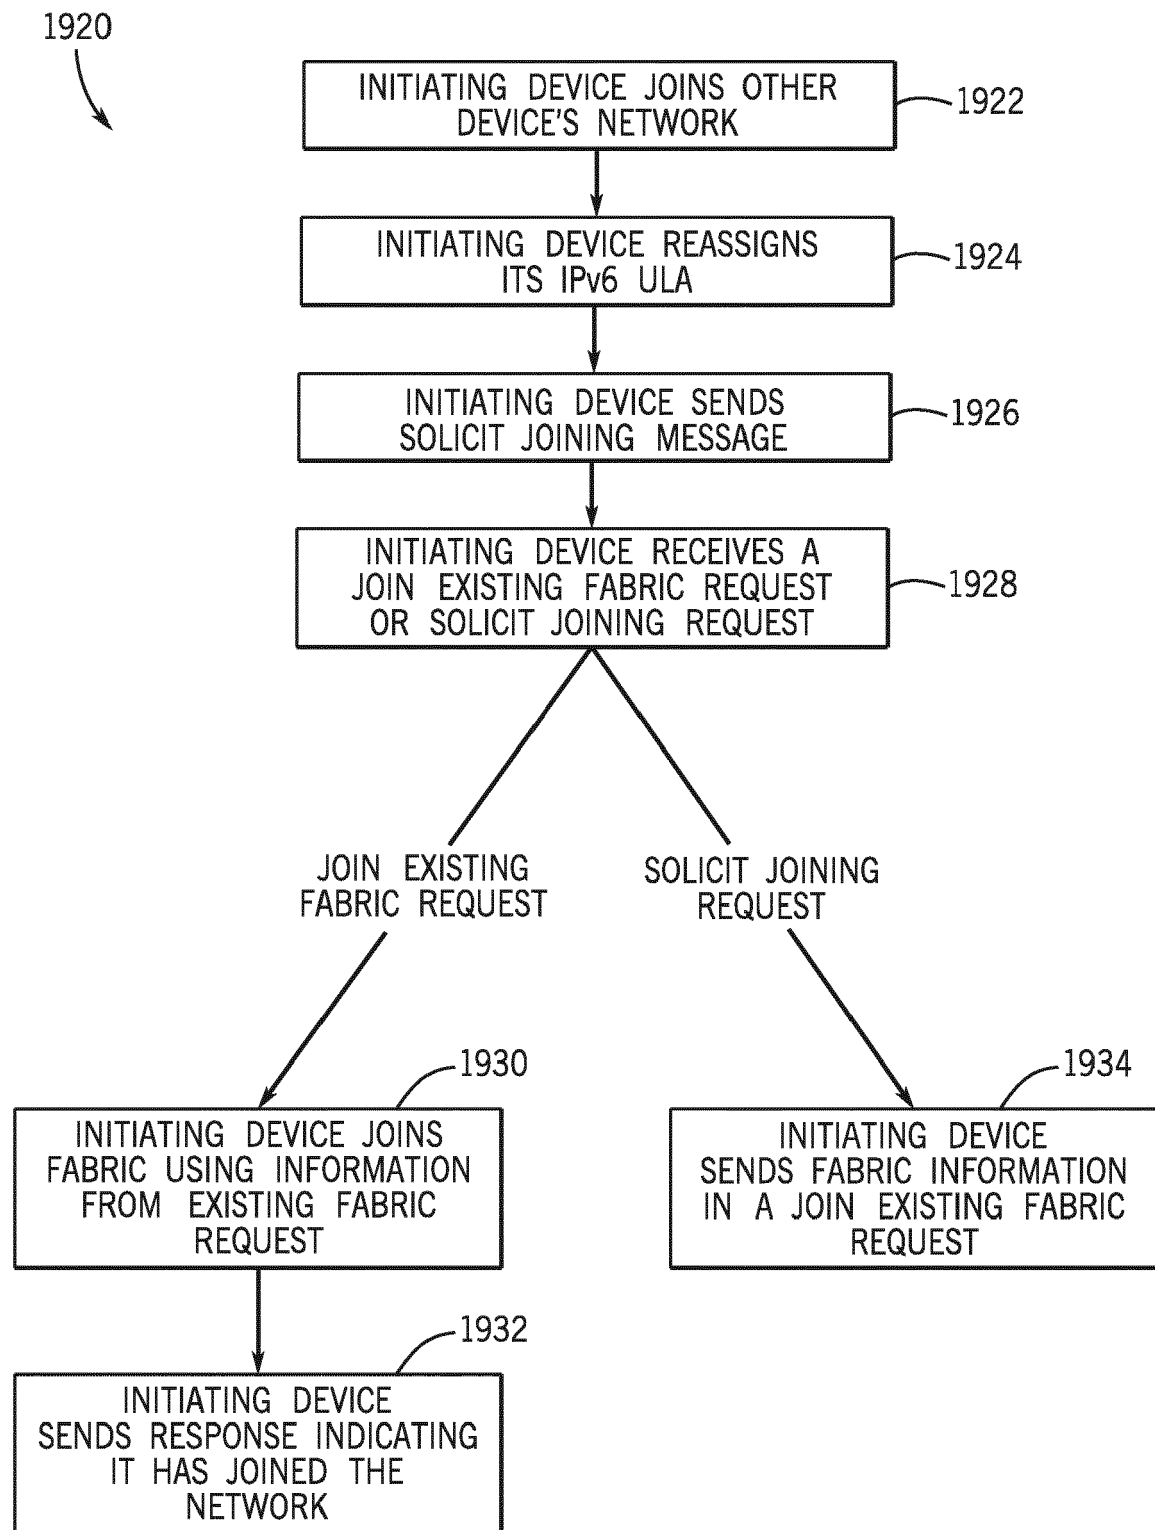 1920
INITIATING DEVICE JOINS OTHER
DEVICE'S NETWORK
1922
INITIATING DEVICE REASSIGNS
ITS IPv6 ULA
1924
INITIATING DEVICE SENDS
SOLICIT JOINING MESSAGE
1926
INITIATING DEVICE RECEIVES A
JOIN EXISTING FABRIC REQUEST
OR SOLICIT JOINING REQUEST
1928
JOIN EXISTING
FABRIC REQUEST
SOLICIT JOINING
REQUEST
1930
INITIATING DEVICE JOINS
FABRIC USING INFORMATION
FROM EXISTING FABRIC
REQUEST
1934
INITIATING DEVICE
SENDS FABRIC INFORMATION
IN A JOIN EXISTING FABRIC
REQUEST
1932
INITIATING DEVICE
SENDS RESPONSE INDICATING
IT HAS JOINED THE
NETWORK